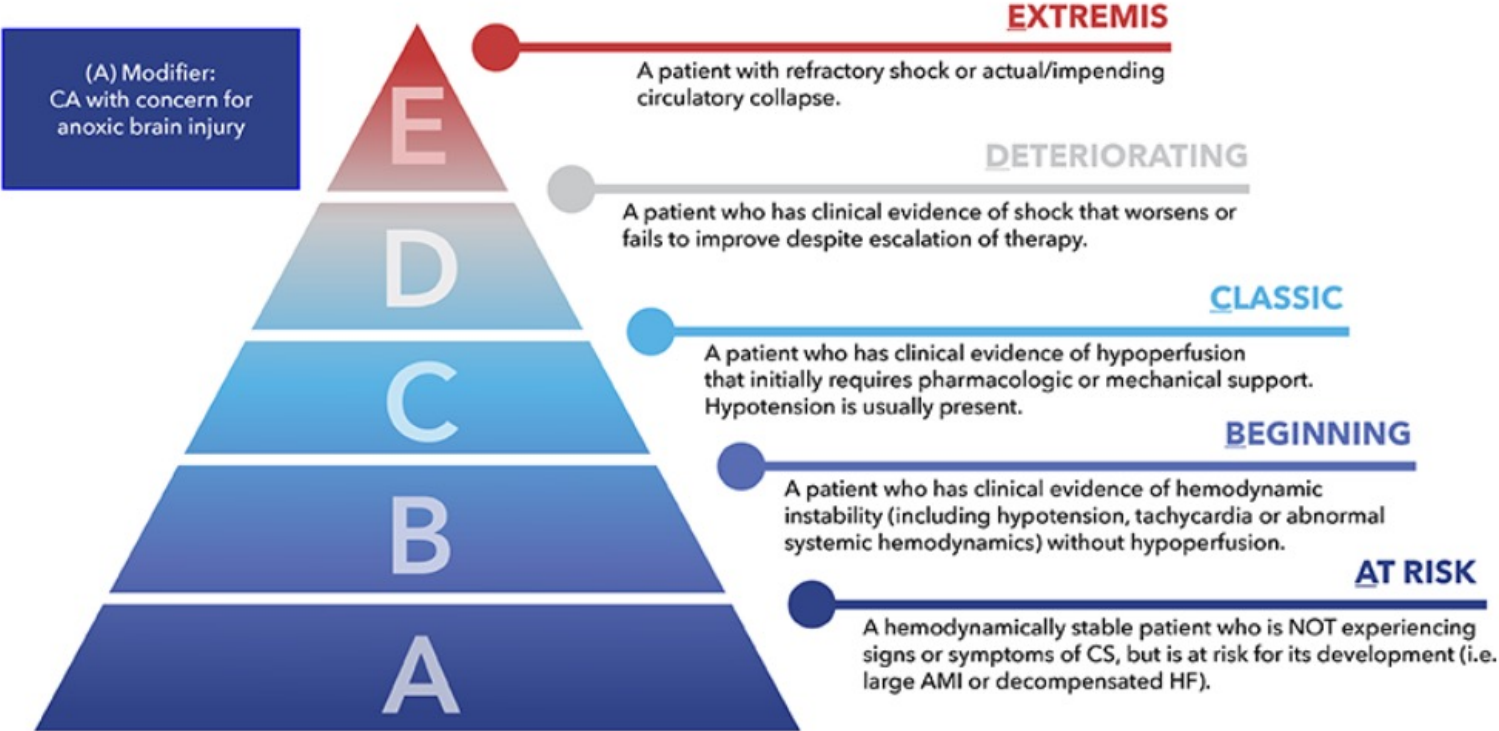 (A) Modifier:
CA with concern for
anoxic brain injury
E
EXTREMIS
A patient with refractory shock or actual/impending
circulatory collapse.
D
DETERIORATING
A patient who has clinical evidence of shock that worsens or
fails to improve despite escalation of therapy.
C
CLASSIC
A patient who has clinical evidence of hypoperfusion
that initially requires pharmacologic or mechanical support.
Hypotension is usually present.
B
BEGINNING
A patient who has clinical evidence of hemodynamic
instability (including hypotension, tachycardia or abnormal
systemic hemodynamics) without hypoperfusion.
A
AT RISK
A hemodynamically stable patient who is NOT experiencing
signs or symptoms of CS, but is at risk for its development (i.e.
large AMI or decompensated HF).